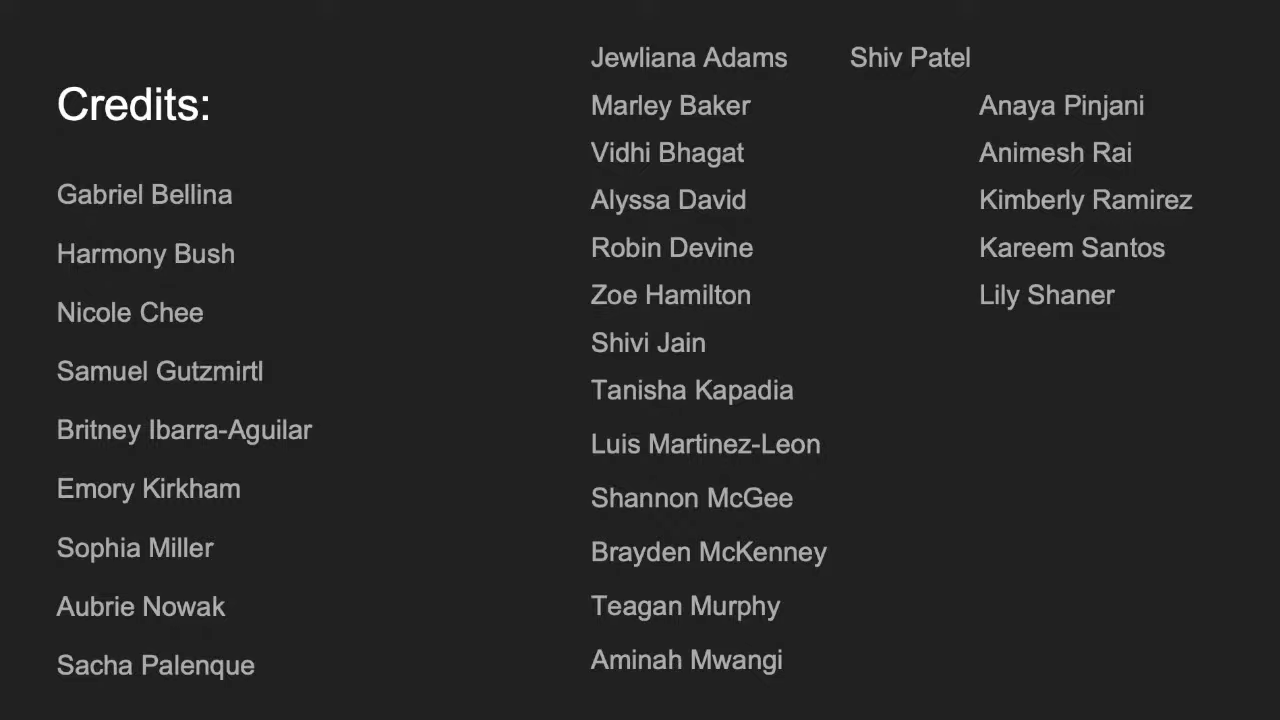 Credits:
Gabriel Bellina
Harmony Bush
Nicole Chee
Samuel Gutzmirtl
Britney Ibarra-Aguilar
Emory Kirkham
Sophia Miller
Aubrie Nowak
Sacha Palenque
Jewliana Adams
Marley Baker
Vidhi Bhagat
Alyssa David
Robin Devine
Zoe Hamilton
Shivi Jain
Tanisha Kapadia
Luis Martinez-Leon
Shannon McGee
Brayden McKenney
Teagan Murphy
Aminah Mwangi
Shiv Patel
Anaya Pinjani
Animesh Rai
Kimberly Ramirez
Kareem Santos
Lily Shaner